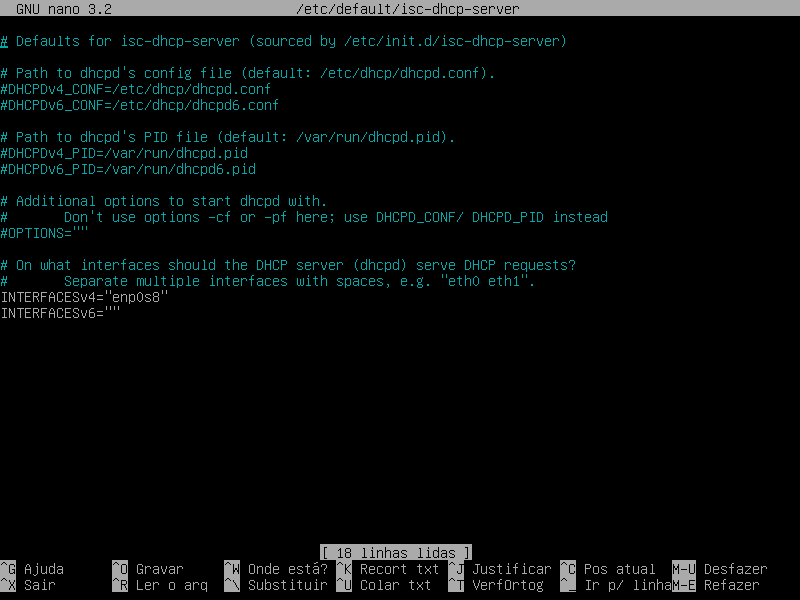 GNU nano 3.2 /etc/default/isc-dhcp-server
# Defaults for isc-dhcp-server (sourced by /etc/init.d/isc-dhcp-server)
# Path to dhcpd's config file (default: /etc/dhcp/dhcpd.conf).
#DHCPDv4_CONF=/etc/dhcp/dhcpd.conf
#DHCPDv6_CONF=/etc/dhcp/dhcpd6.conf
# Path to dhcpd's PID file (default: /var/run/dhcpd.pid).
#DHCPDv4_PID=/var/run/dhcpd.pid
#DHCPDv6_PID=/var/run/dhcpd6.pid
# Additional options to start dhcpd with.
#       Don't use options -cf or -pf here; use DHCPD_CONF/ DHCPD_PID instead
#OPTIONS=""
# On what interfaces should the DHCP server (dhcpd) serve DHCP requests?
#       Separate multiple interfaces with spaces, e.g. "eth0 eth1".
INTERFACESv4="enp0s8"
INTERFACESv6=""
[ 18 linhas lidas ]
^G Ajuda ^O Gravar ^W Onde está? ^K Recort txt ^J Justificar ^C Pos atual M-U Desfazer
^X Sair ^R Ler o arq ^\ Substituir ^U Colar txt ^T VerfOrtog ^_ Ir p/ linha M-E Refazer